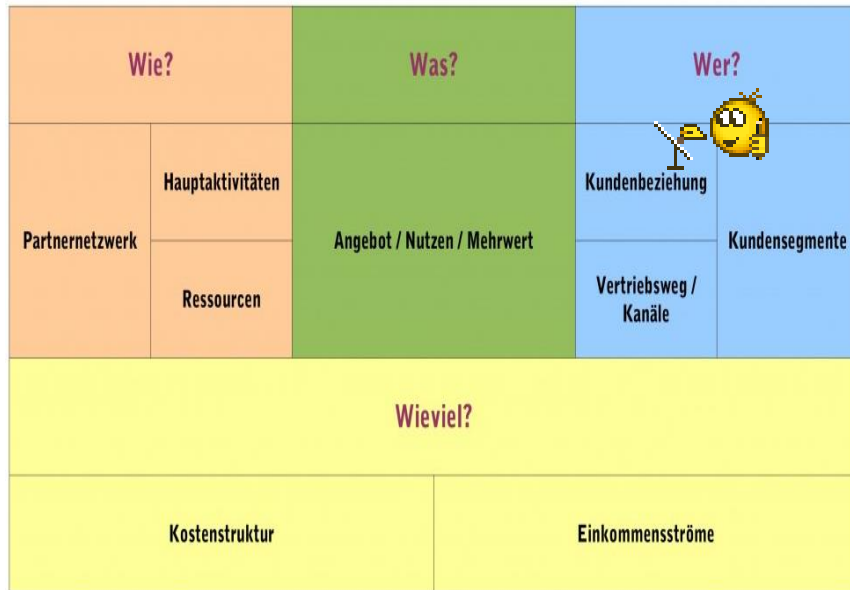 Wie?
Was?
Wer?
Partnernetzwerk
Hauptaktivitäten
Ressourcen
Angebot / Nutzen / Mehrwert
Kundenbeziehung
Vertriebsweg /
Kanäle
Kundensegmente
Wieviel?
Kostenstruktur
Einkommensströme